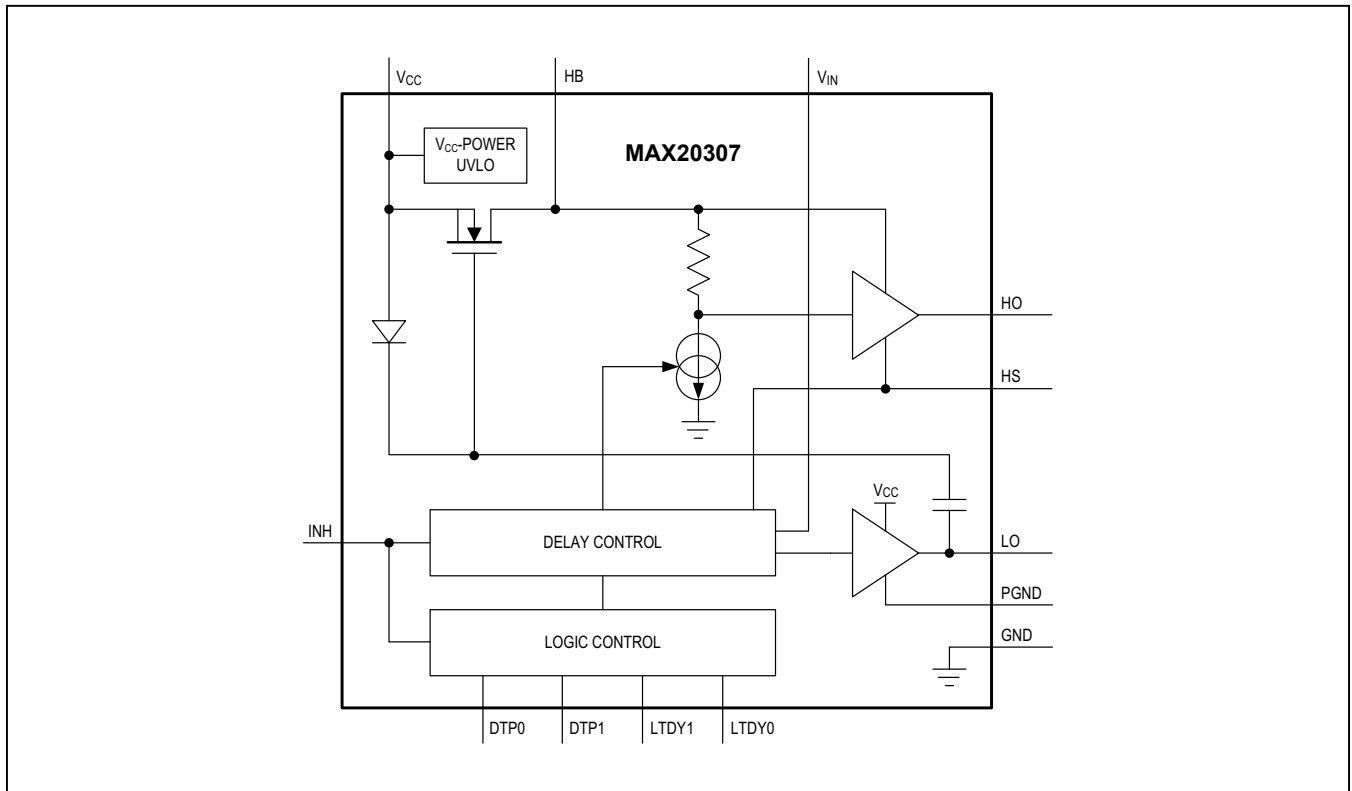 VCC
HB
VIN
VCC-POWER
UVLO
MAX20307
HO
HS
INH
DELAY CONTROL
VCC
LO
PGND
LOGIC CONTROL
GND
DTP0
DTP1
LTDY1
LTDY0